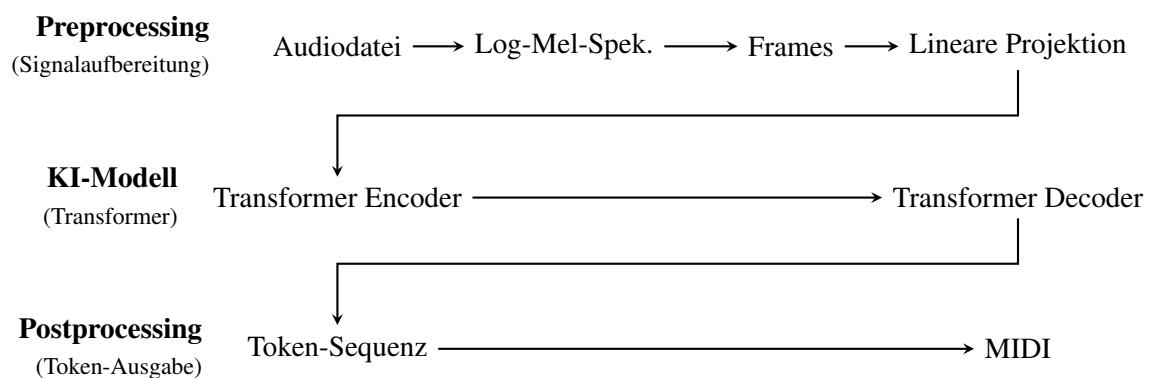 Preprocessing
(Signalaufbereitung)
Audiodatei Log-Mel-Spek. Frames Lineare Projektion
KI-Modell
(Transformer)
Transformer Encoder Transformer Decoder
Postprocessing
(Token-Ausgabe)
Token-Sequenz MIDI